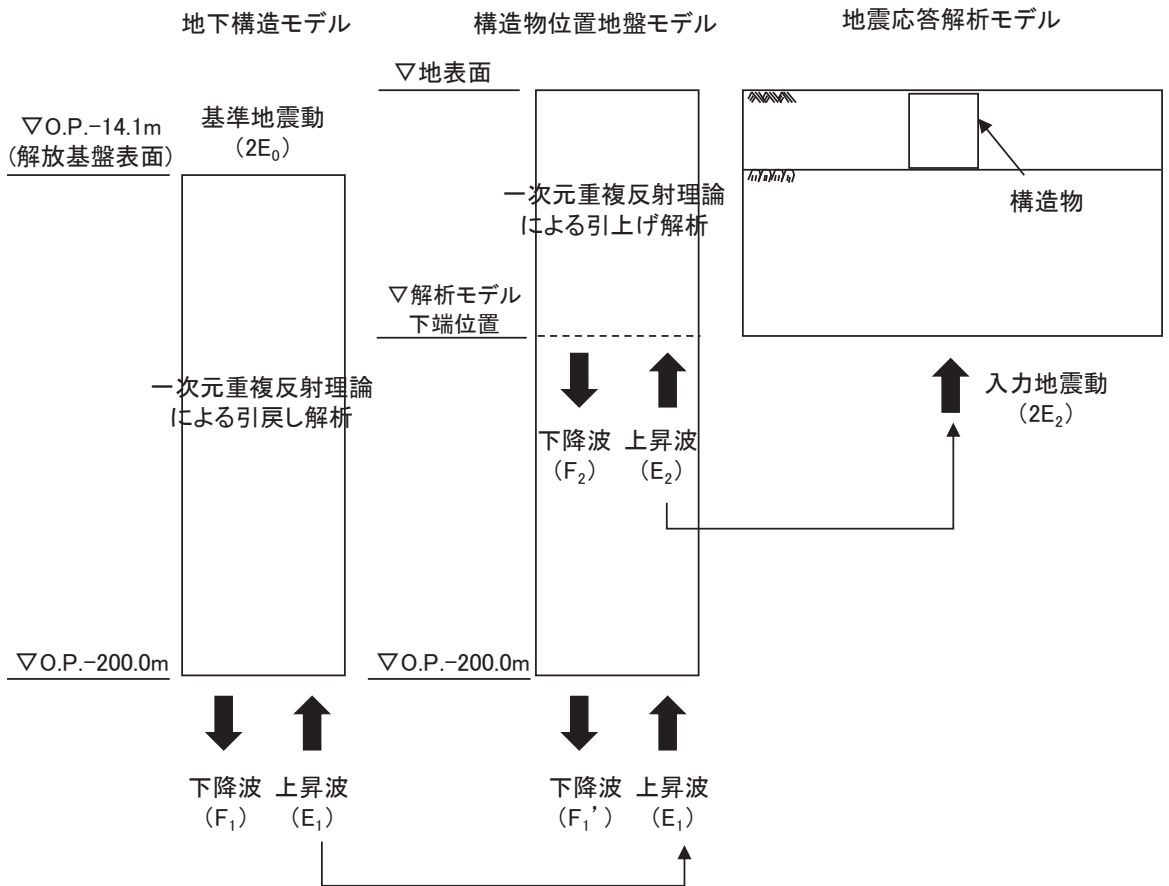 地下構造モデル
▽O.P.-14.1m
(解放基盤表面)
基準地震動
(2E₀)
一次元重複反射理論
による引戻し解析
▽O.P.-200.0m
下降波
(F₁)
上昇波
(E₁)
構造物位置地盤モデル
▽地表面
一次元重複反射理論
による引上げ解析
▽解析モデル
下端位置
下降波
(F₂)
上昇波
(E₂)
▽O.P.-200.0m
下降波
(F₁’)
上昇波
(E₁)
地震応答解析モデル
構造物
入力地震動
(2E₂)